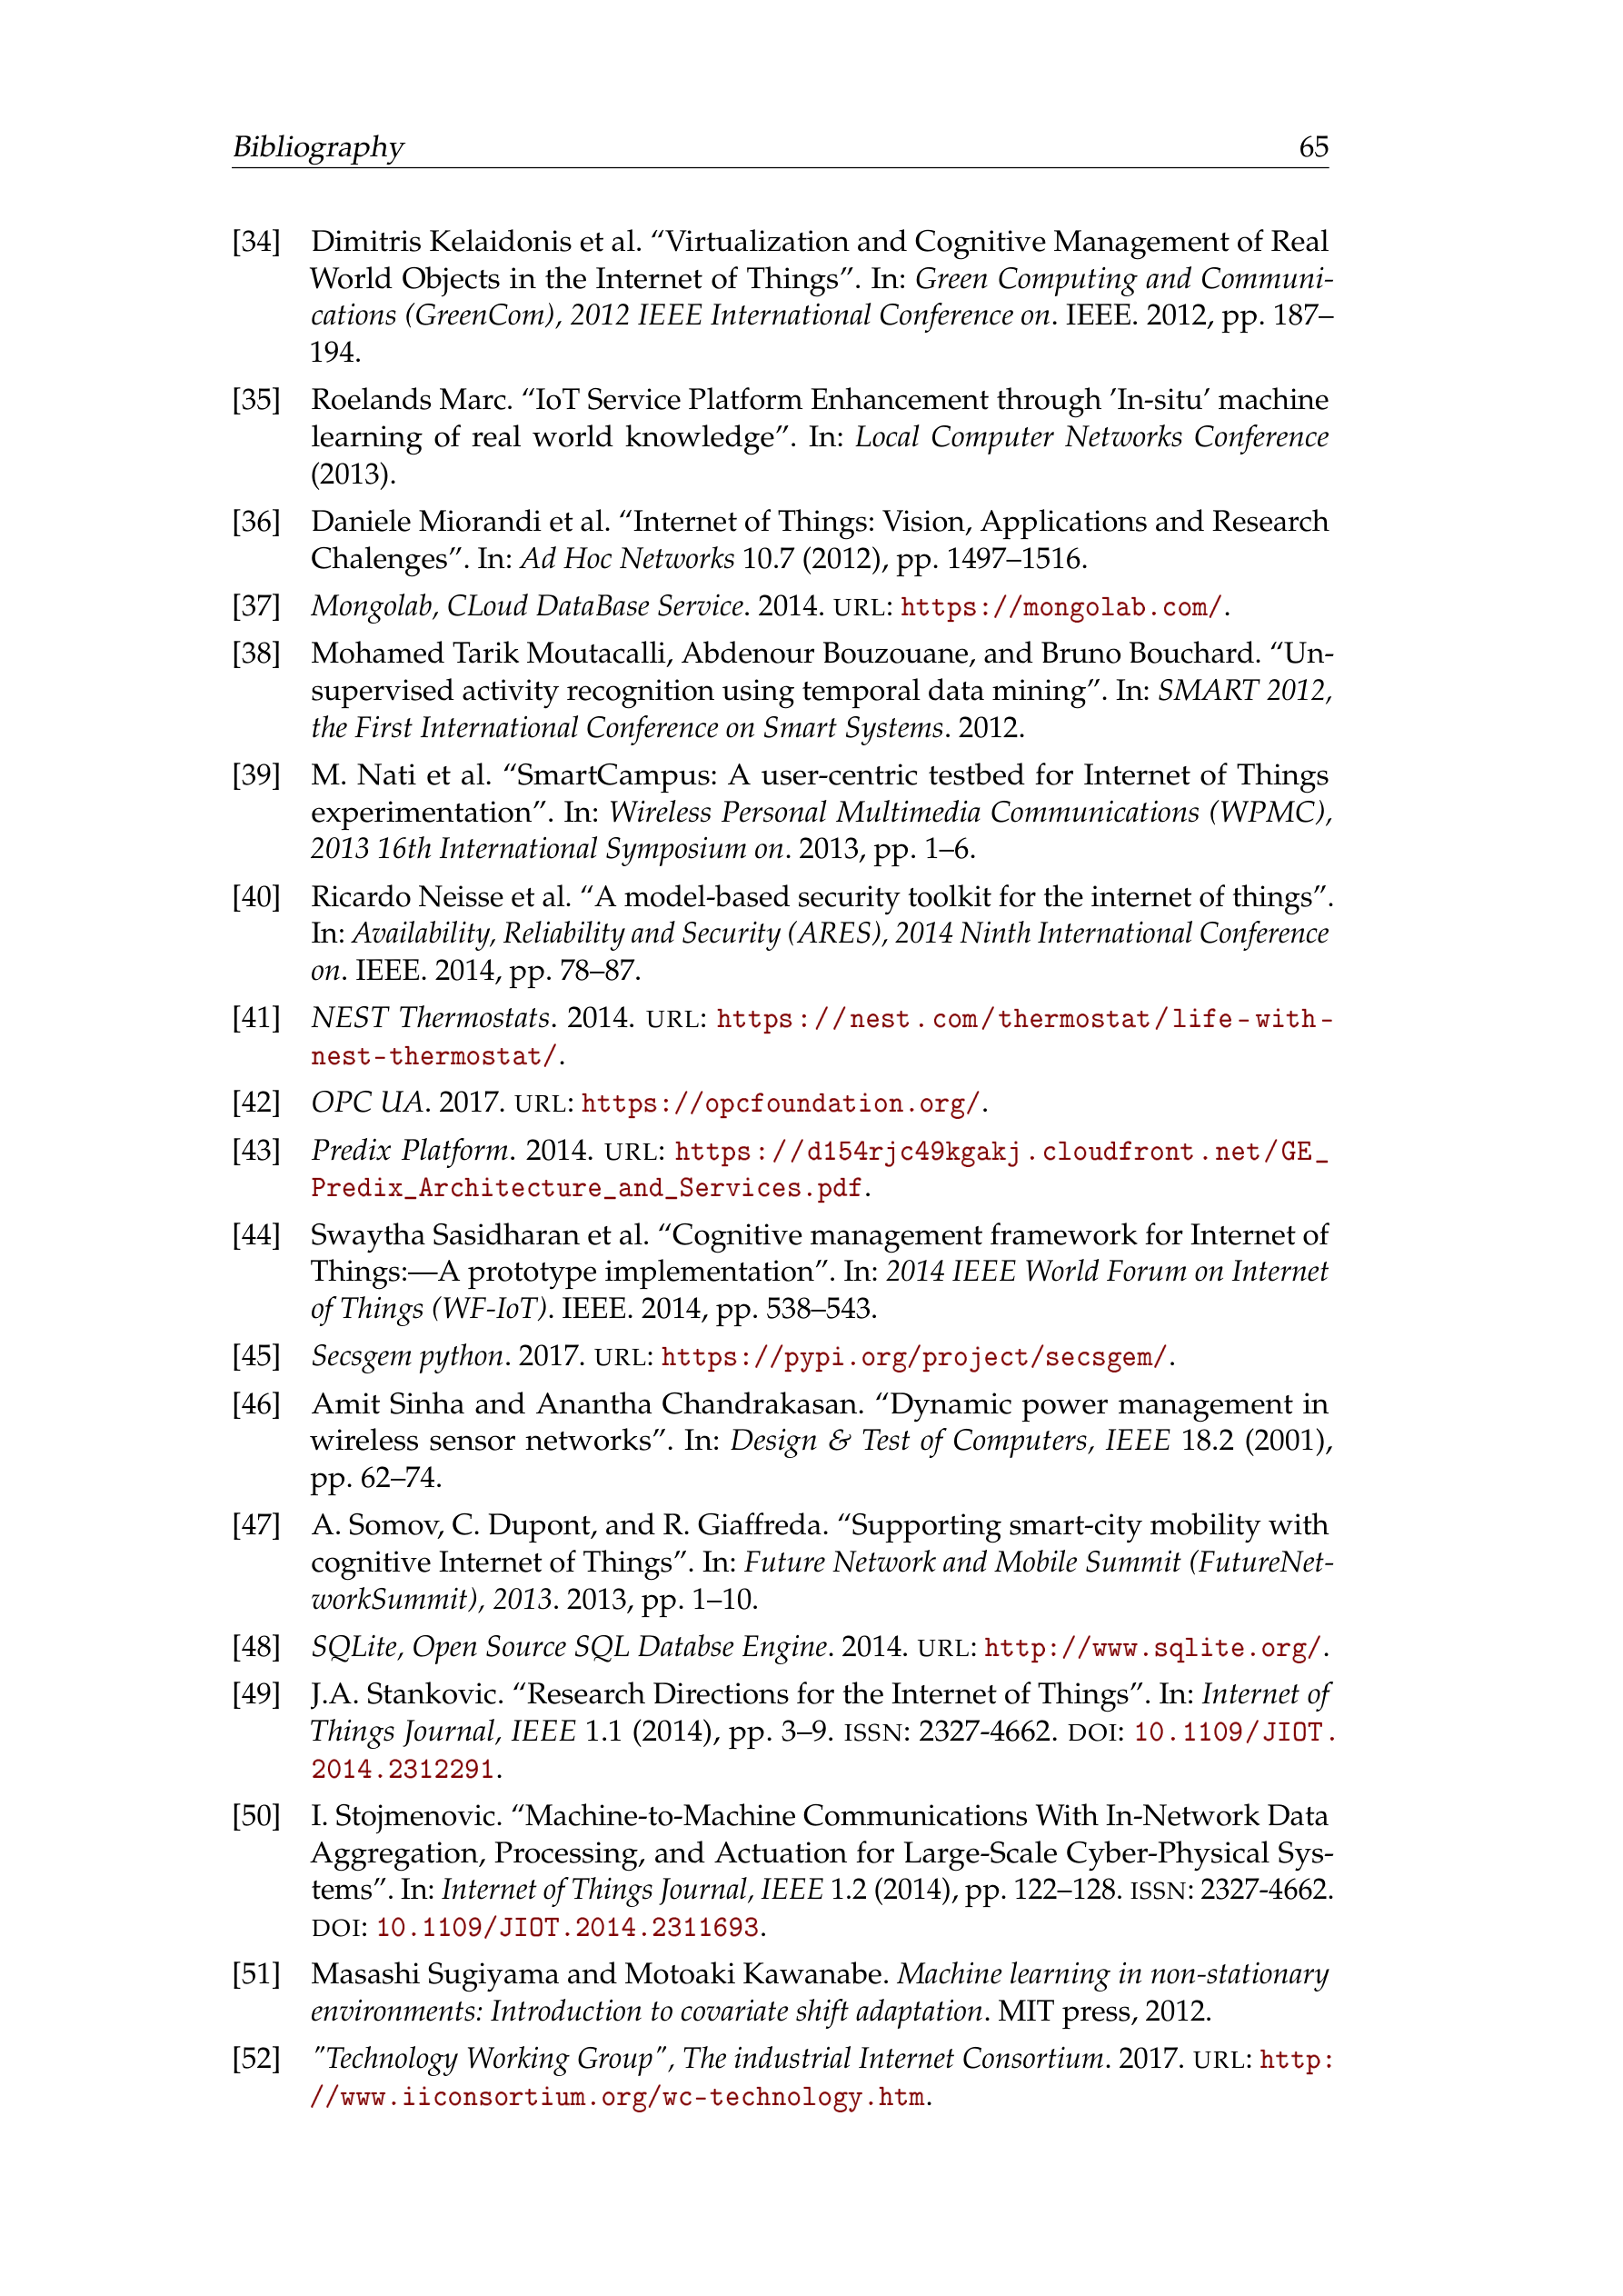 Bibliography 65
[34] Dimitris Kelaidonis et al. “Virtualization and Cognitive Management of Real
World Objects in the Internet of Things”. In: Green Computing and Communi-
cations (GreenCom), 2012 IEEE International Conference on. IEEE. 2012, pp. 187–
194.
[35] Roelands Marc. “IoT Service Platform Enhancement through ’In-situ’ machine
learning of real world knowledge”. In: Local Computer Networks Conference
(2013).
[36] Daniele Miorandi et al. “Internet of Things: Vision, Applications and Research
Chalenges”. In: Ad Hoc Networks 10.7 (2012), pp. 1497–1516.
[37] Mongolab, CLoud DataBase Service. 2014. URL: https://mongolab.com/.
[38] Mohamed Tarik Moutacalli, Abdenour Bouzouane, and Bruno Bouchard. “Un-
supervised activity recognition using temporal data mining”. In: SMART 2012,
the First International Conference on Smart Systems. 2012.
[39] M. Nati et al. “SmartCampus: A user-centric testbed for Internet of Things
experimentation”. In: Wireless Personal Multimedia Communications (WPMC),
2013 16th International Symposium on. 2013, pp. 1–6.
[40] Ricardo Neisse et al. “A model-based security toolkit for the internet of things”.
In: Availability, Reliability and Security (ARES), 2014 Ninth International Conference
on. IEEE. 2014, pp. 78–87.
[41] NEST Thermostats. 2014. URL: https://nest.com/thermostat/life-with-
nest-thermostat/.
[42] OPC UA. 2017. URL: https://opcfoundation.org/.
[43] Predix Platform. 2014. URL: https://d154rjc49kgakj.cloudfront.net/GE_
Predix_Architecture_and_Services.pdf.
[44] Swaytha Sasidharan et al. “Cognitive management framework for Internet of
Things:—A prototype implementation”. In: 2014 IEEE World Forum on Internet
of Things (WF-IoT). IEEE. 2014, pp. 538–543.
[45] Secsgem python. 2017. URL: https://pypi.org/project/secsgem/.
[46] Amit Sinha and Anantha Chandrakasan. “Dynamic power management in
wireless sensor networks”. In: Design & Test of Computers, IEEE 18.2 (2001),
pp. 62–74.
[47] A. Somov, C. Dupont, and R. Giaffreda. “Supporting smart-city mobility with
cognitive Internet of Things”. In: Future Network and Mobile Summit (FutureNet-
workSummit), 2013. 2013, pp. 1–10.
[48] SQLite, Open Source SQL Databse Engine. 2014. URL: http://www.sqlite.org/.
[49] J.A. Stankovic. “Research Directions for the Internet of Things”. In: Internet of
Things Journal, IEEE 1.1 (2014), pp. 3–9. ISSN: 2327-4662. DOI: 10.1109/JIOT.
2014.2312291.
[50] I. Stojmenovic. “Machine-to-Machine Communications With In-Network Data
Aggregation, Processing, and Actuation for Large-Scale Cyber-Physical Sys-
tems”. In: Internet of Things Journal, IEEE 1.2 (2014), pp. 122–128. ISSN: 2327-4662.
DOI: 10.1109/JIOT.2014.2311693.
[51] Masashi Sugiyama and Motoaki Kawanabe. Machine learning in non-stationary
environments: Introduction to covariate shift adaptation. MIT press, 2012.
[52] "Technology Working Group", The industrial Internet Consortium. 2017. URL: http:
//www.iiconsortium.org/wc-technology.htm.